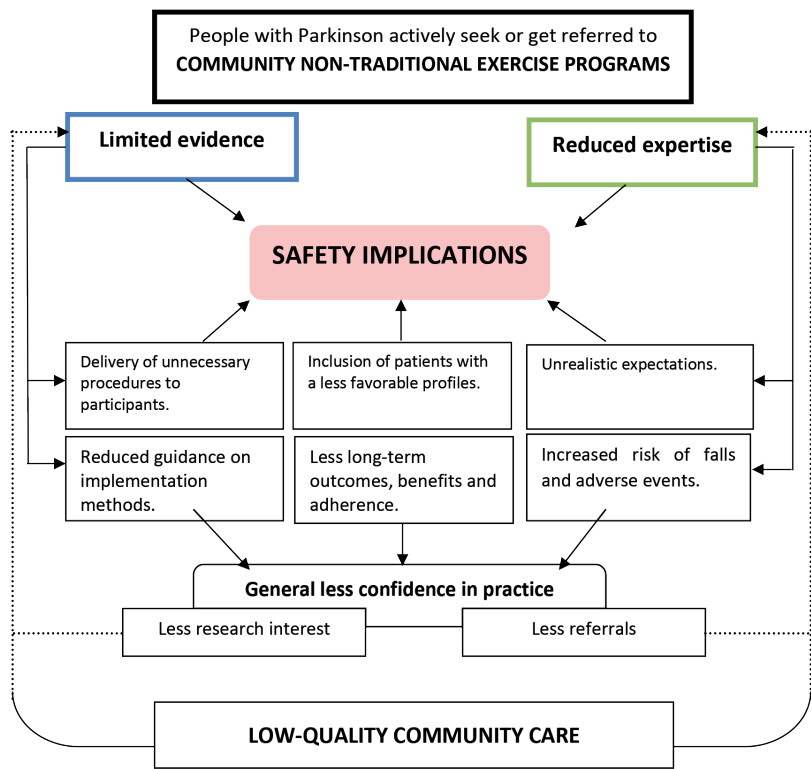 People with Parkinson actively seek or get referred to
COMMUNITY NON-TRADITIONAL EXERCISE PROGRAMS
Limited evidence
Reduced expertise
SAFETY IMPLICATIONS
Delivery of unnecessary
procedures to
participants.
Inclusion of patients with
a less favorable profiles.
Unrealistic expectations.
Reduced guidance on
implementation
methods.
Less long-term
outcomes, benefits and
adherence.
Increased risk of falls
and adverse events.
General less confidence in practice
Less research interest
Less referrals
LOW-QUALITY COMMUNITY CARE